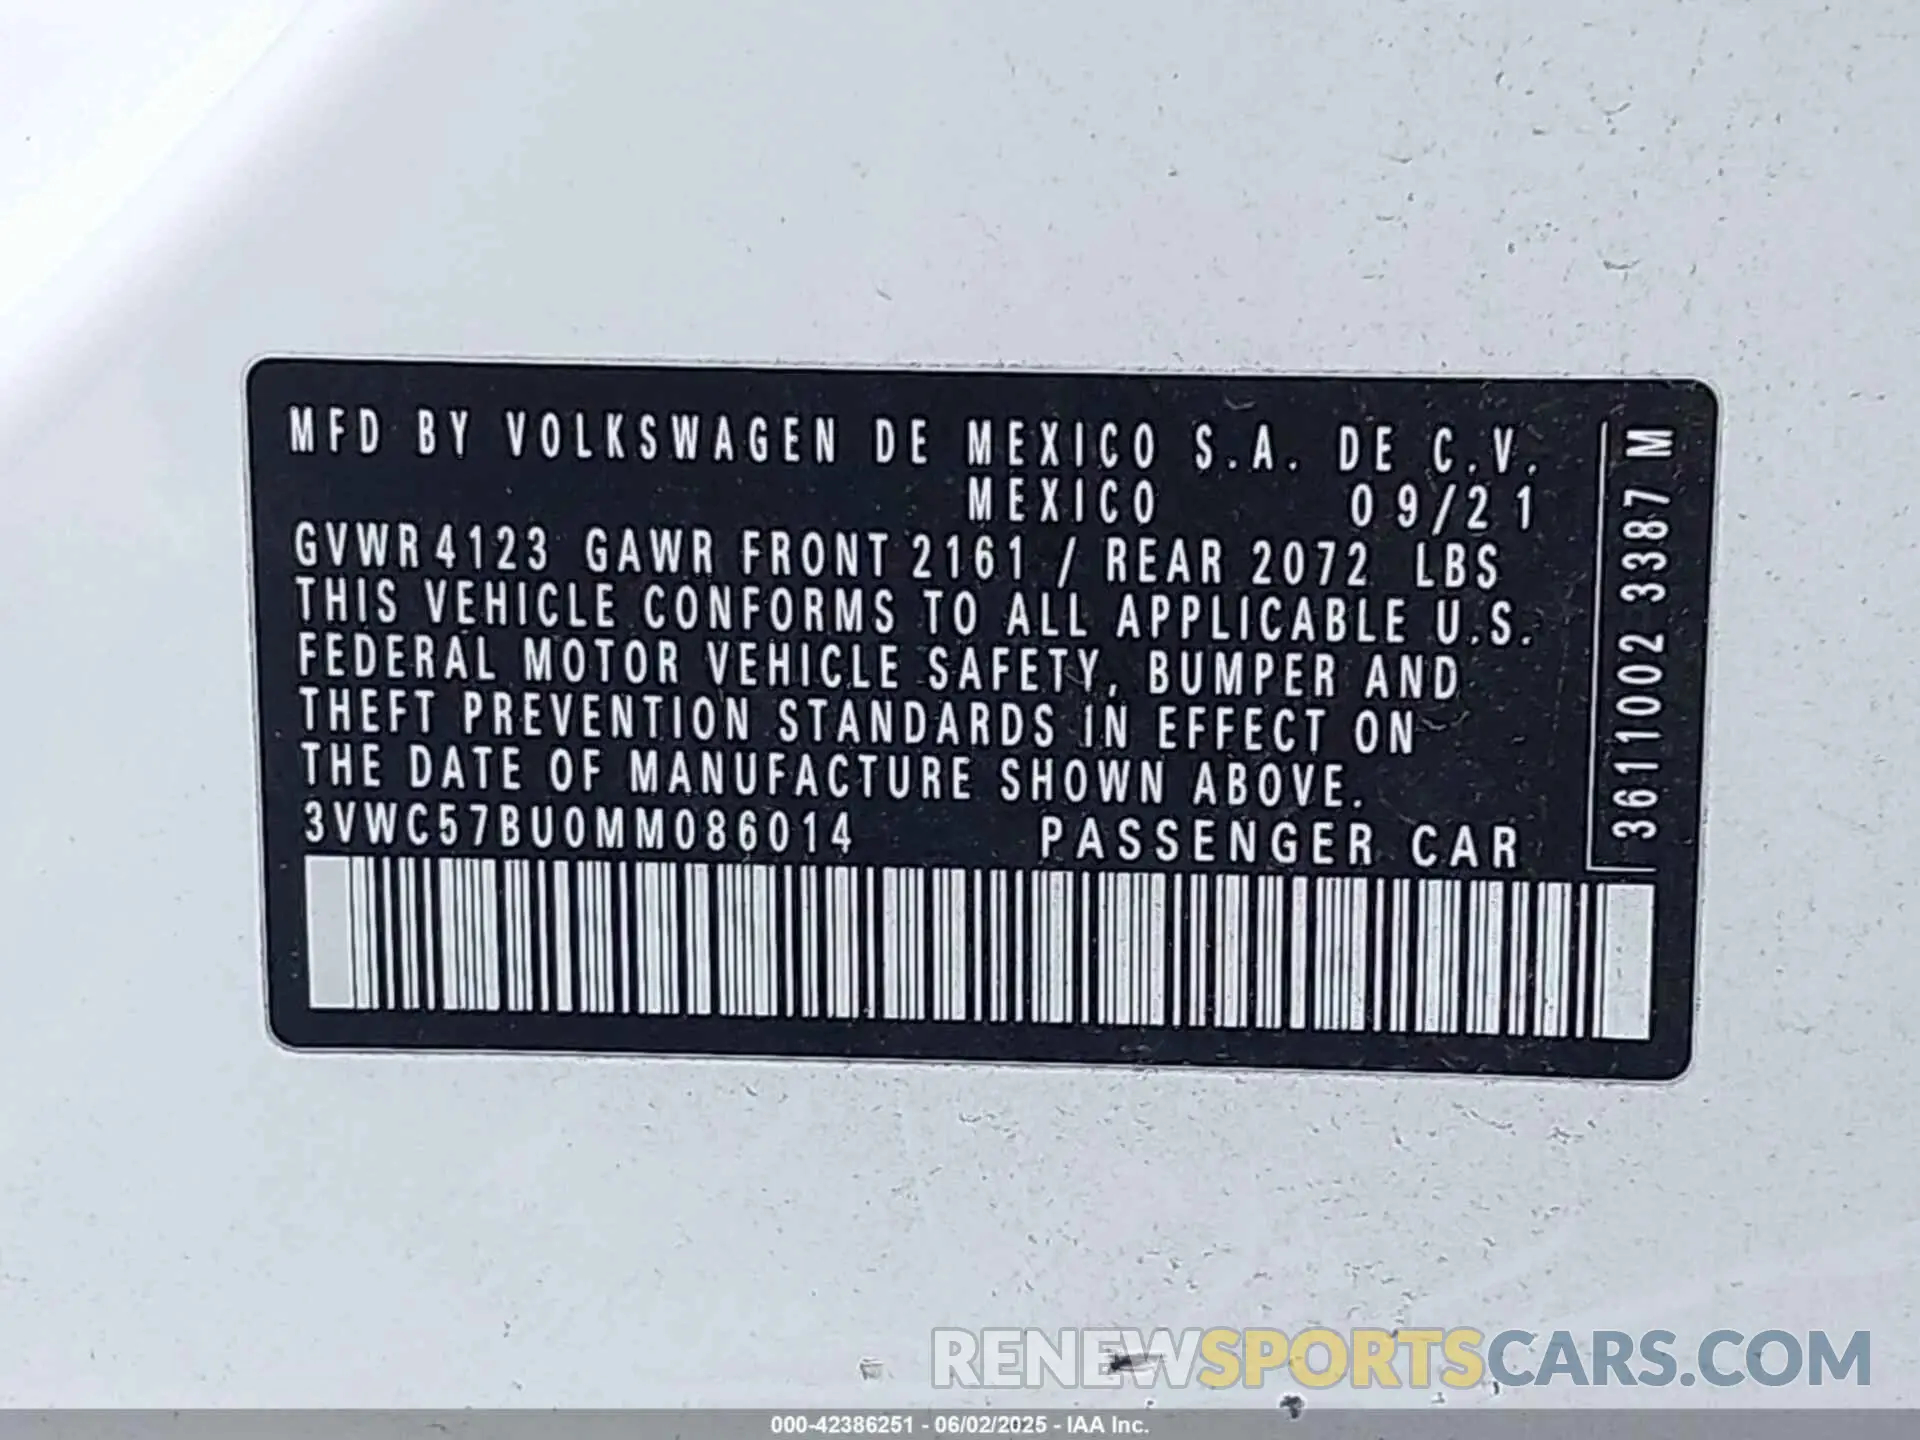 MFD BY VOLKSWAGEN DE MEXICO S.A. DE C.V.
MEXICO 09/21
GVWR 4123 GAWR FRONT 2161 / REAR 2072 LBS
THIS VEHICLE CONFORMS TO ALL APPLICABLE U.S.
FEDERAL MOTOR VEHICLE SAFETY, BUMPER AND
THEFT PREVENTION STANDARDS IN EFFECT ON
THE DATE OF MANUFACTURE SHOWN ABOVE.
3VWC57BU0MM086014 PASSENGER CAR
3611002 3387 M
RENEWSPORTSCARS.COM
000-42386251 - 06/02/2025 - IAA Inc.